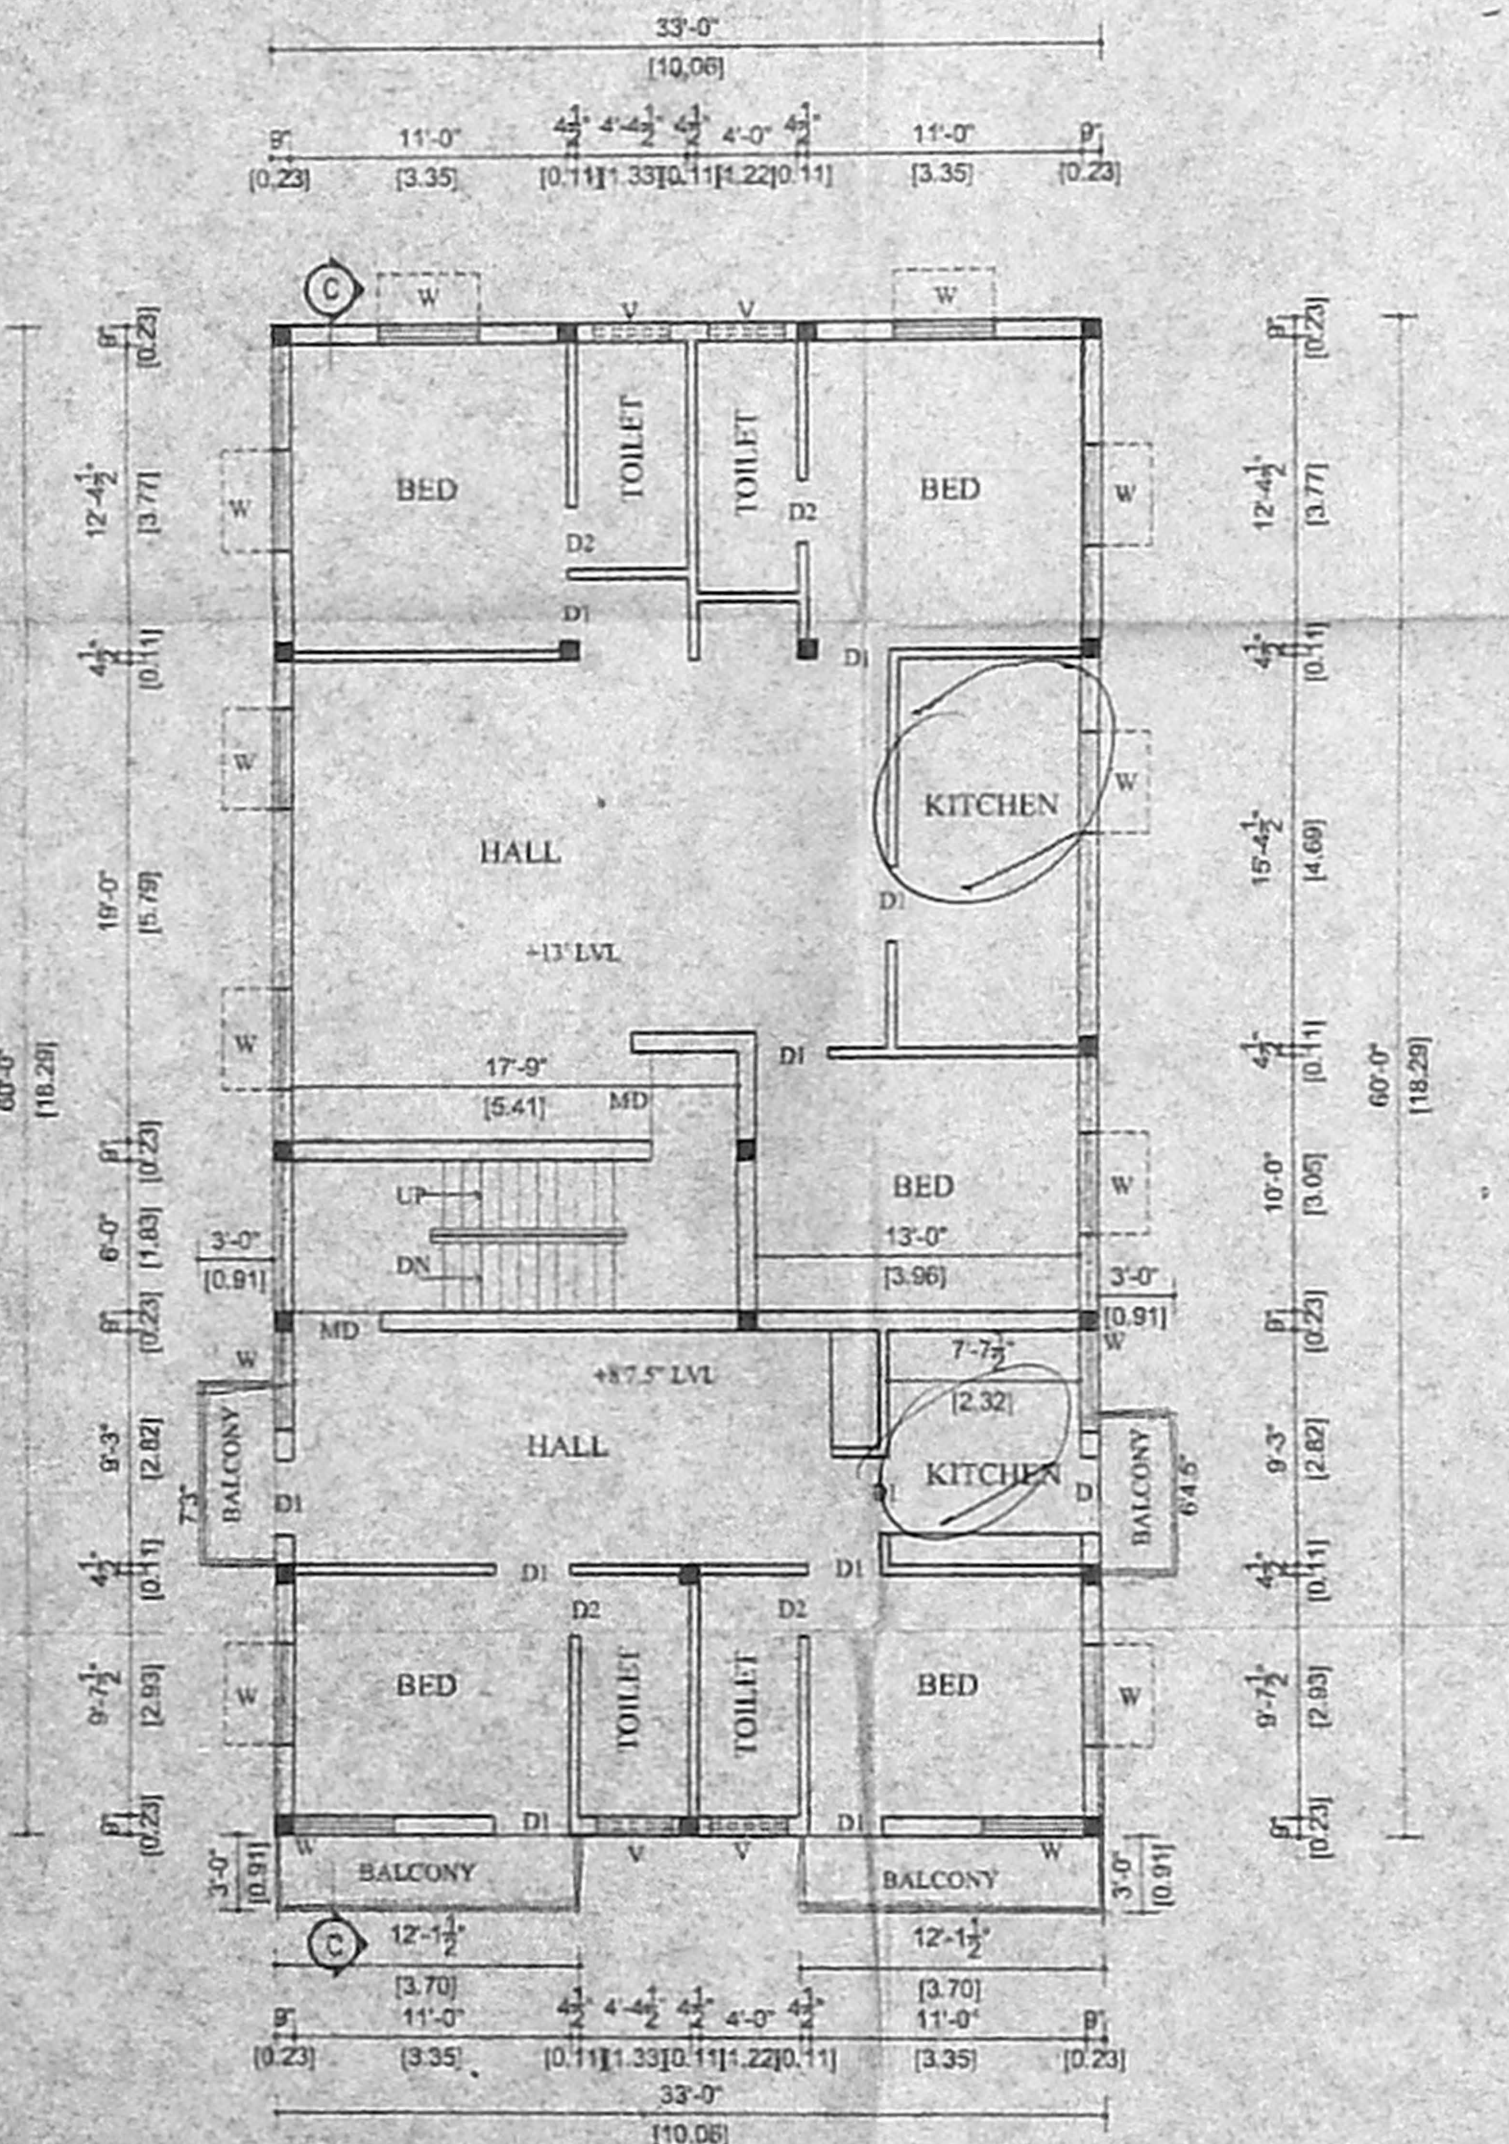 33'-0"
[10.06]
9" 11'-0" 4½" 4'-4½" 4½" 4'-0" 4½" 11'-0" 9"
[0.23] [3.35] [0.11] [1.33] [0.11] [1.22] [0.11] [3.35] [0.23]
C W V V W
9" [0.23] 9" [0.23]
12'-4½" [3.77] W BED TOILET TOILET BED W 12'-4½" [3.77]
D2
D2
D1
4½" [0.11] D1 4½" [0.11]
W KITCHEN W
HALL 15'-4½" [4.69]
19'-0" [5.79] D1
+13' LVL
W D1 4½" [0.11]
60'-0" [18.29] 60'-0" [18.29]
17'-9"
[5.41] MD
9" [0.23]
UP BED W 10'-0" [3.05]
6'-0" [1.83]
3'-0" 13'-0"
[0.91] DN [3.96] 3'-0"
[0.91]
9" [0.23] MD 9" [0.23]
W 7'-7½" W
+8'7.5" LVL [2.32]
9'-3" [2.82] BALCONY HALL KITCHEN BALCONY 9'-3" [2.82]
7'3" D1 D1 D 6'4.5"
4½" [0.11] D1 D1 4½" [0.11]
D2 D2
9'-7½" [2.93] W BED TOILET TOILET BED W 9'-7½" [2.93]
9" [0.23] D1 D1 9" [0.23]
W V V W
3'-0" [0.91] BALCONY BALCONY 3'-0" [0.91]
C 12'-1½" 12'-1½"
[3.70] [3.70]
9" 11'-0" 4½" 4'-4½" 4½" 4'-0" 4½" 11'-0" 9"
[0.23] [3.35] [0.11] [1.33] [0.11] [1.22] [0.11] [3.35] [0.23]
33'-0"
[10.06]